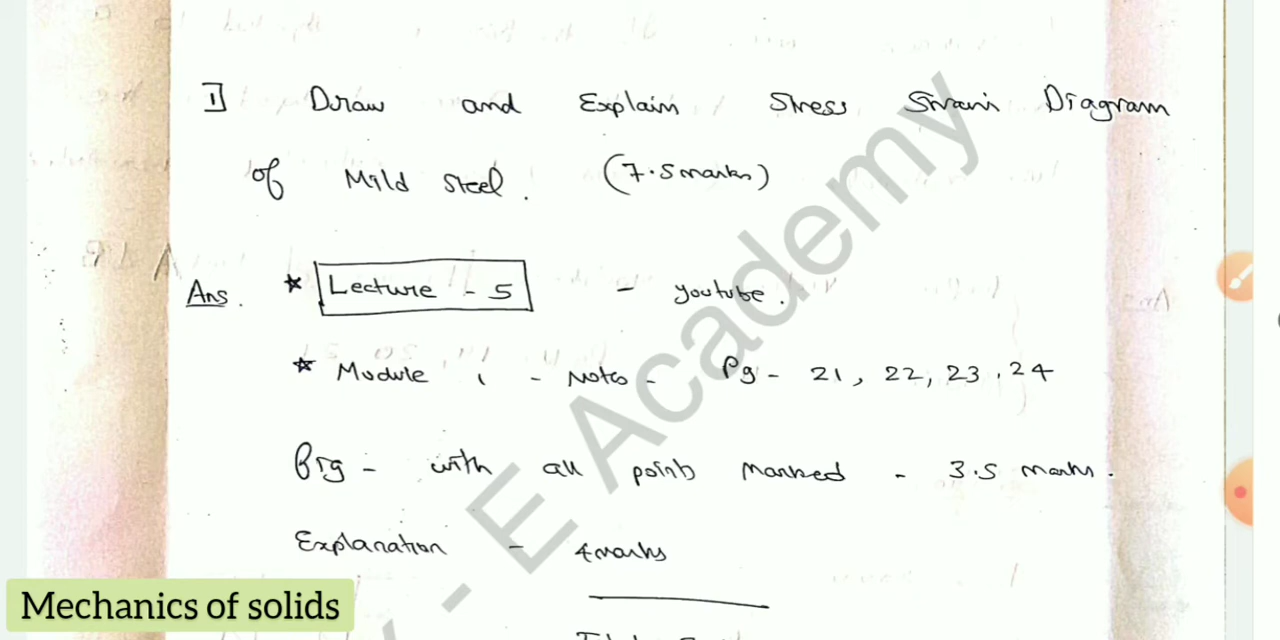 1] Draw and Explain Stress Strain Diagram
of Mild steel. (7.5 marks)
Ans. * Lecture - 5 - youtube.
* Module 1 - Notes - Pg - 21, 22, 23, 24
Fig - with all points marked - 3.5 marks.
Explanation - 4 marks
- E Academy
Mechanics of solids